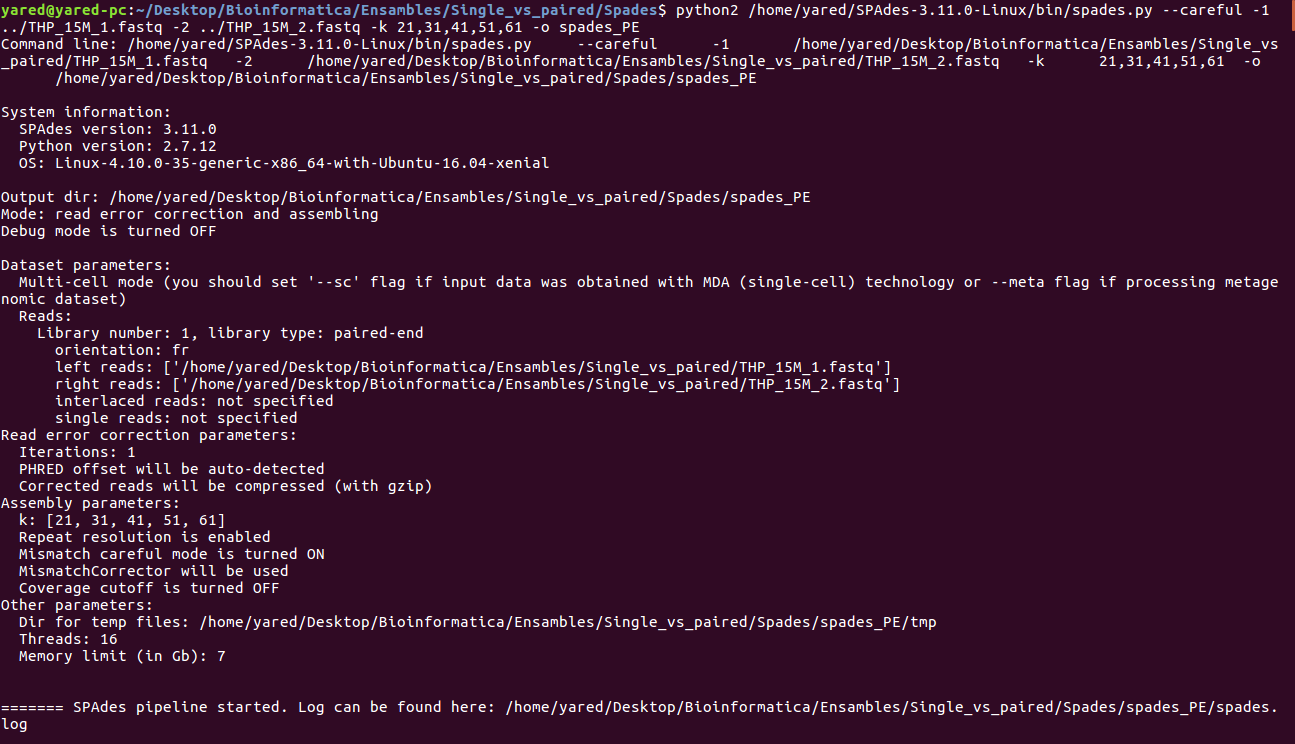 yared@yared-pc:~/Desktop/Bioinformatica/Ensambles/Single_vs_paired/Spades$ python2 /home/yared/SPAdes-3.11.0-Linux/bin/spades.py --careful -1
../THP_15M_1.fastq -2 ../THP_15M_2.fastq -k 21,31,41,51,61 -o spades_PE
Command line: /home/yared/SPAdes-3.11.0-Linux/bin/spades.py     --careful      -1       /home/yared/Desktop/Bioinformatica/Ensambles/Single_vs
_paired/THP_15M_1.fastq   -2      /home/yared/Desktop/Bioinformatica/Ensambles/Single_vs_paired/THP_15M_2.fastq   -k      21,31,41,51,61  -o
      /home/yared/Desktop/Bioinformatica/Ensambles/Single_vs_paired/Spades/spades_PE

System information:
  SPAdes version: 3.11.0
  Python version: 2.7.12
  OS: Linux-4.10.0-35-generic-x86_64-with-Ubuntu-16.04-xenial

Output dir: /home/yared/Desktop/Bioinformatica/Ensambles/Single_vs_paired/Spades/spades_PE
Mode: read error correction and assembling
Debug mode is turned OFF

Dataset parameters:
  Multi-cell mode (you should set '--sc' flag if input data was obtained with MDA (single-cell) technology or --meta flag if processing metage
nomic dataset)
  Reads:
    Library number: 1, library type: paired-end
      orientation: fr
      left reads: ['/home/yared/Desktop/Bioinformatica/Ensambles/Single_vs_paired/THP_15M_1.fastq']
      right reads: ['/home/yared/Desktop/Bioinformatica/Ensambles/Single_vs_paired/THP_15M_2.fastq']
      interlaced reads: not specified
      single reads: not specified
Read error correction parameters:
  Iterations: 1
  PHRED offset will be auto-detected
  Corrected reads will be compressed (with gzip)
Assembly parameters:
  k: [21, 31, 41, 51, 61]
  Repeat resolution is enabled
  Mismatch careful mode is turned ON
  MismatchCorrector will be used
  Coverage cutoff is turned OFF
Other parameters:
  Dir for temp files: /home/yared/Desktop/Bioinformatica/Ensambles/Single_vs_paired/Spades/spades_PE/tmp
  Threads: 16
  Memory limit (in Gb): 7


======= SPAdes pipeline started. Log can be found here: /home/yared/Desktop/Bioinformatica/Ensambles/Single_vs_paired/Spades/spades_PE/spades.
log